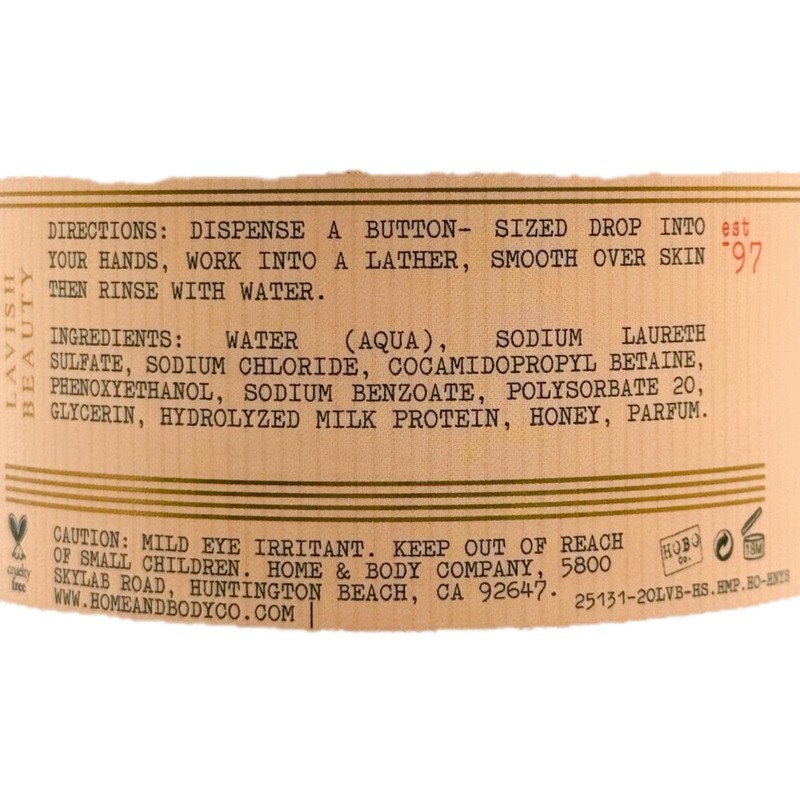 DIRECTIONS: DISPENSE A BUTTON- SIZED DROP INTO
YOUR HANDS, WORK INTO A LATHER, SMOOTH OVER SKIN
THEN RINSE WITH WATER.
est
'97
LAVISH
BEAUTY
INGREDIENTS: WATER (AQUA), SODIUM LAURETH
SULFATE, SODIUM CHLORIDE, COCAMIDOPROPYL BETAINE,
PHENOXYETHANOL, SODIUM BENZOATE, POLYSORBATE 20,
GLYCERIN, HYDROLYZED MILK PROTEIN, HONEY, PARFUM.
cruelty
free
CAUTION: MILD EYE IRRITANT. KEEP OUT OF REACH
OF SMALL CHILDREN. HOME & BODY COMPANY, 5800
SKYLAB ROAD, HUNTINGTON BEACH, CA 92647.
WWW.HOMEANDBODYCO.COM |
HOBO
CO.
18M
25131-20LVB-HS.HMP.HO-HNYB